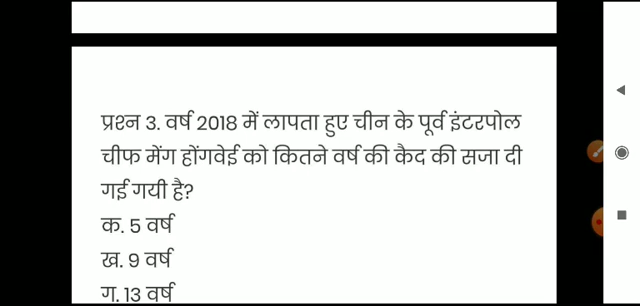 प्रश्न 3. वर्ष 2018 में लापता हुए चीन के पूर्व इंटरपोल
चीफ मेंग होंगवेई को कितने वर्ष की कैद की सजा दी
गई गयी है?
क. 5 वर्ष
ख. 9 वर्ष
ग. 13 वर्ष